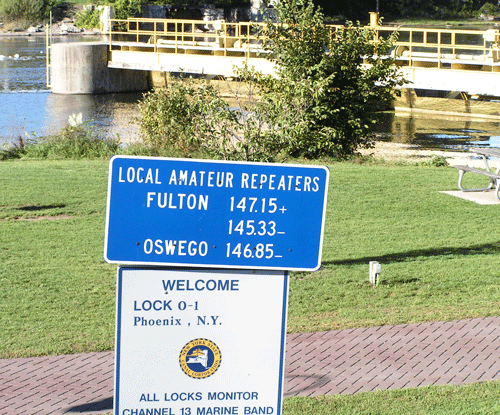 LOCAL AMATEUR REPEATERS
FULTON 147.15+
145.33-
OSWEGO 146.85-
WELCOME
LOCK O-1
Phoenix , N.Y.
ALL LOCKS MONITOR
CHANNEL 13 MARINE BAND